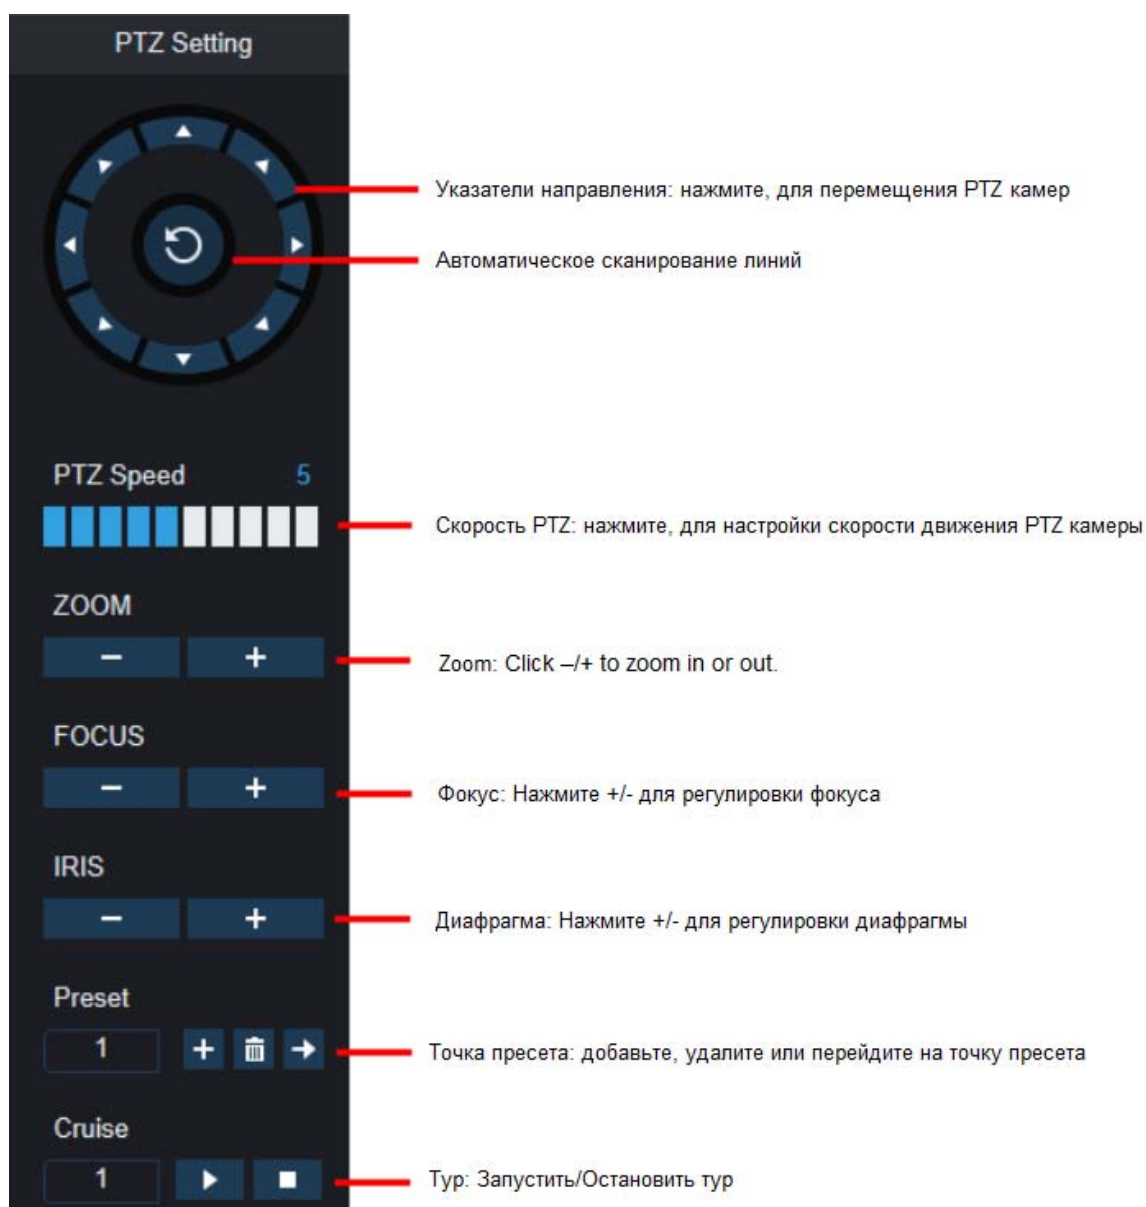 PTZ Setting
Указатели направления: нажмите, для перемещения PTZ камер
Автоматическое сканирование линий
PTZ Speed 5
Скорость PTZ: нажмите, для настройки скорости движения PTZ камеры
ZOOM
– +
Zoom: Click –/+ to zoom in or out.
FOCUS
– +
Фокус: Нажмите +/- для регулировки фокуса
IRIS
– +
Диафрагма: Нажмите +/- для регулировки диафрагмы
Preset
1 +
Точка пресета: добавьте, удалите или перейдите на точку пресета
Cruise
1
Тур: Запустить/Остановить тур